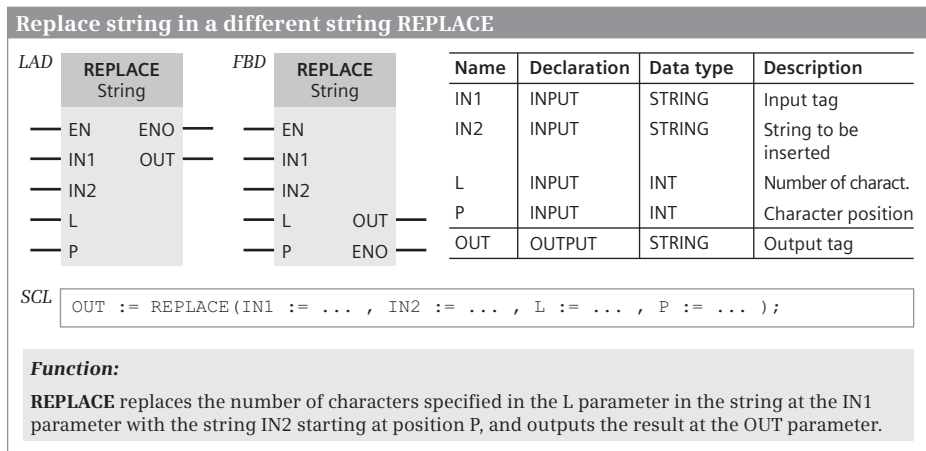 Replace string in a different string REPLACE
LAD
REPLACE
String
EN ENO
IN1 OUT
IN2
L
P
FBD
REPLACE
String
EN
IN1
IN2
L OUT
P ENO
Name Declaration Data type Description
IN1 INPUT STRING Input tag
IN2 INPUT STRING String to be
inserted
L INPUT INT Number of charact.
P INPUT INT Character position
OUT OUTPUT STRING Output tag
SCL
OUT := REPLACE(IN1 := ... , IN2 := ... , L := ... , P := ... );
Function:
REPLACE replaces the number of characters specified in the L parameter in the string at the IN1
parameter with the string IN2 starting at position P, and outputs the result at the OUT parameter.